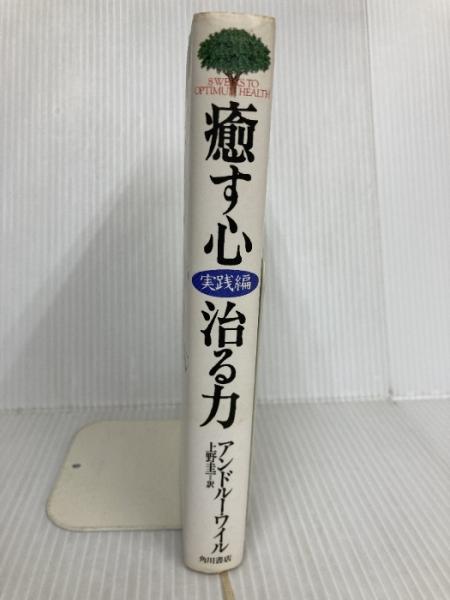 8 WEEKS TO
OPTIMUM HEALTH
癒す心
実践編
治る力
アンドルーワイル
上野圭一訳
角川書店